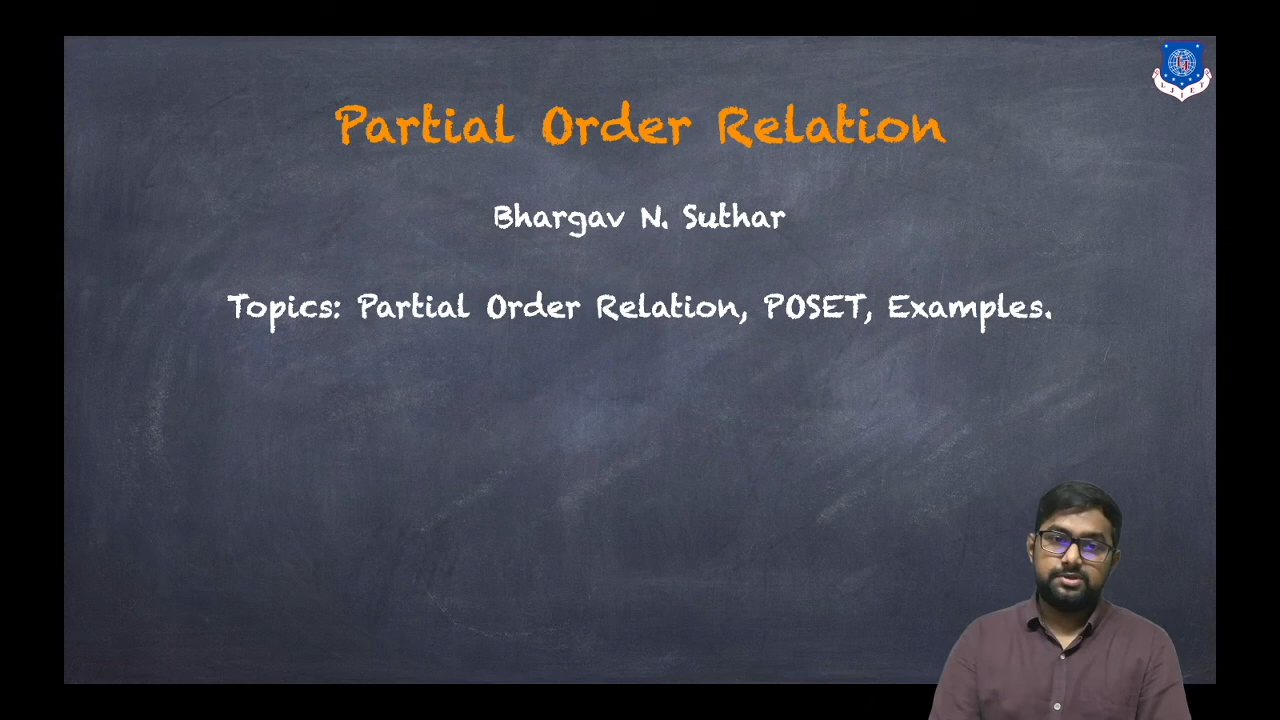 Partial Order Relation
Bhargav N. Suthar
Topics: Partial Order Relation, POSET, Examples.